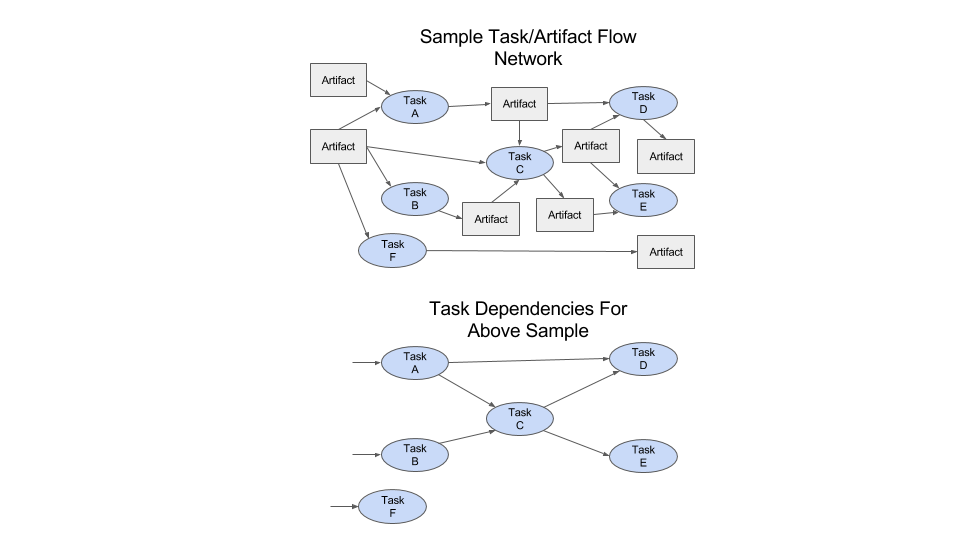 Sample Task/Artifact Flow
Network
Artifact
Task
A
Artifact
Task
D
Artifact
Artifact
Artifact
Task
C
Task
B
Artifact
Artifact
Task
E
Task
F
Artifact
Task Dependencies For
Above Sample
Task
A
Task
D
Task
C
Task
B
Task
E
Task
F